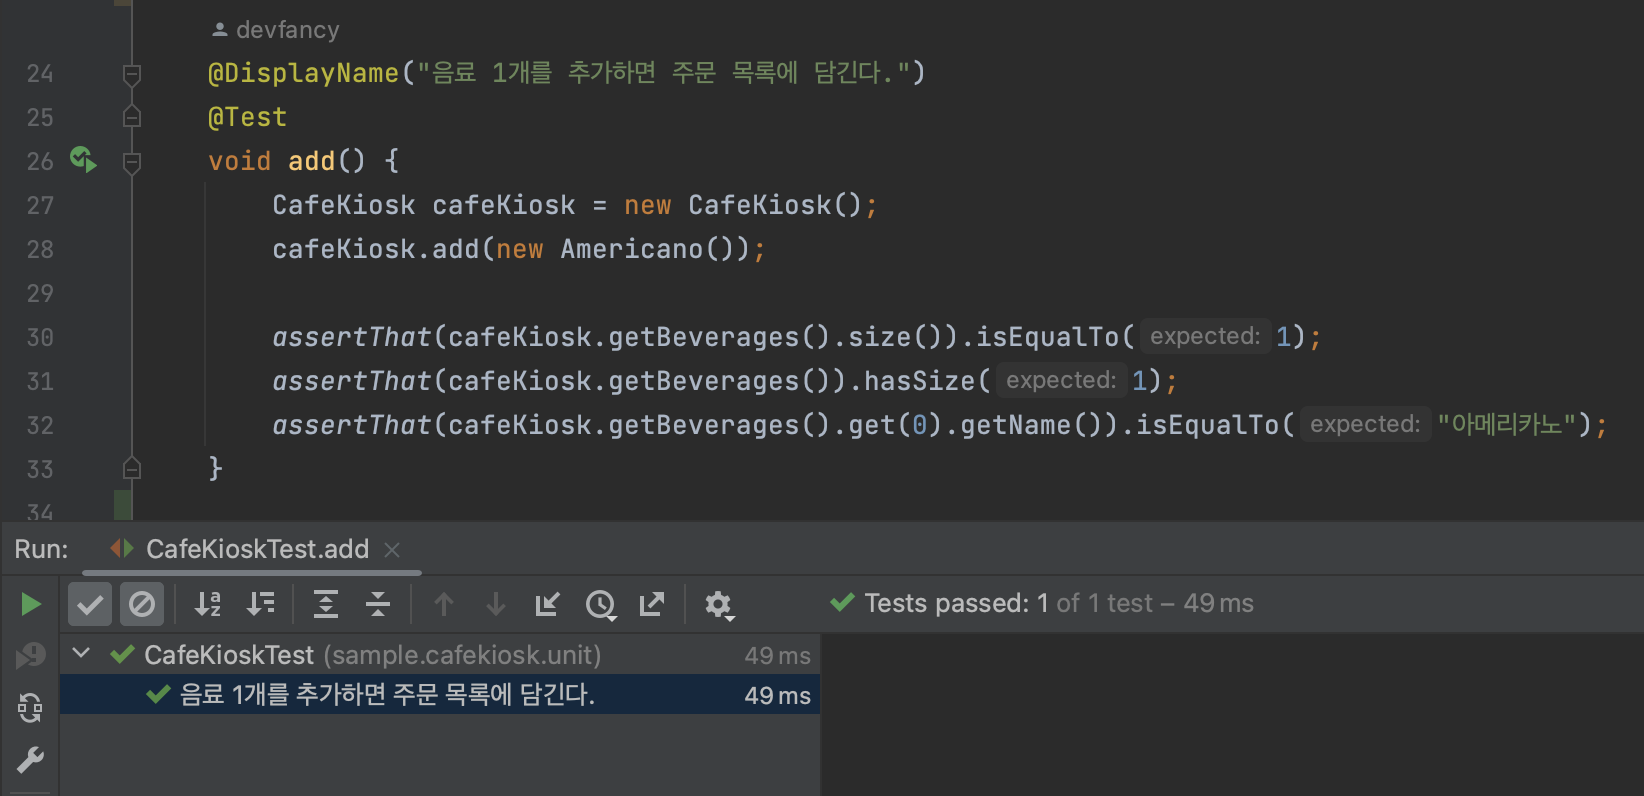 devfancy
24 @DisplayName("음료 1개를 추가하면 주문 목록에 담긴다.")
25 @Test
26 void add() {
27 CafeKiosk cafeKiosk = new CafeKiosk();
28 cafeKiosk.add(new Americano());
29
30 assertThat(cafeKiosk.getBeverages().size()).isEqualTo( expected: 1);
31 assertThat(cafeKiosk.getBeverages()).hasSize( expected: 1);
32 assertThat(cafeKiosk.getBeverages().get(0).getName()).isEqualTo( expected: "아메리카노");
33 }
34
Run: CafeKioskTest.add
Tests passed: 1 of 1 test – 49 ms
CafeKioskTest (sample.cafekiosk.unit) 49 ms
음료 1개를 추가하면 주문 목록에 담긴다. 49 ms